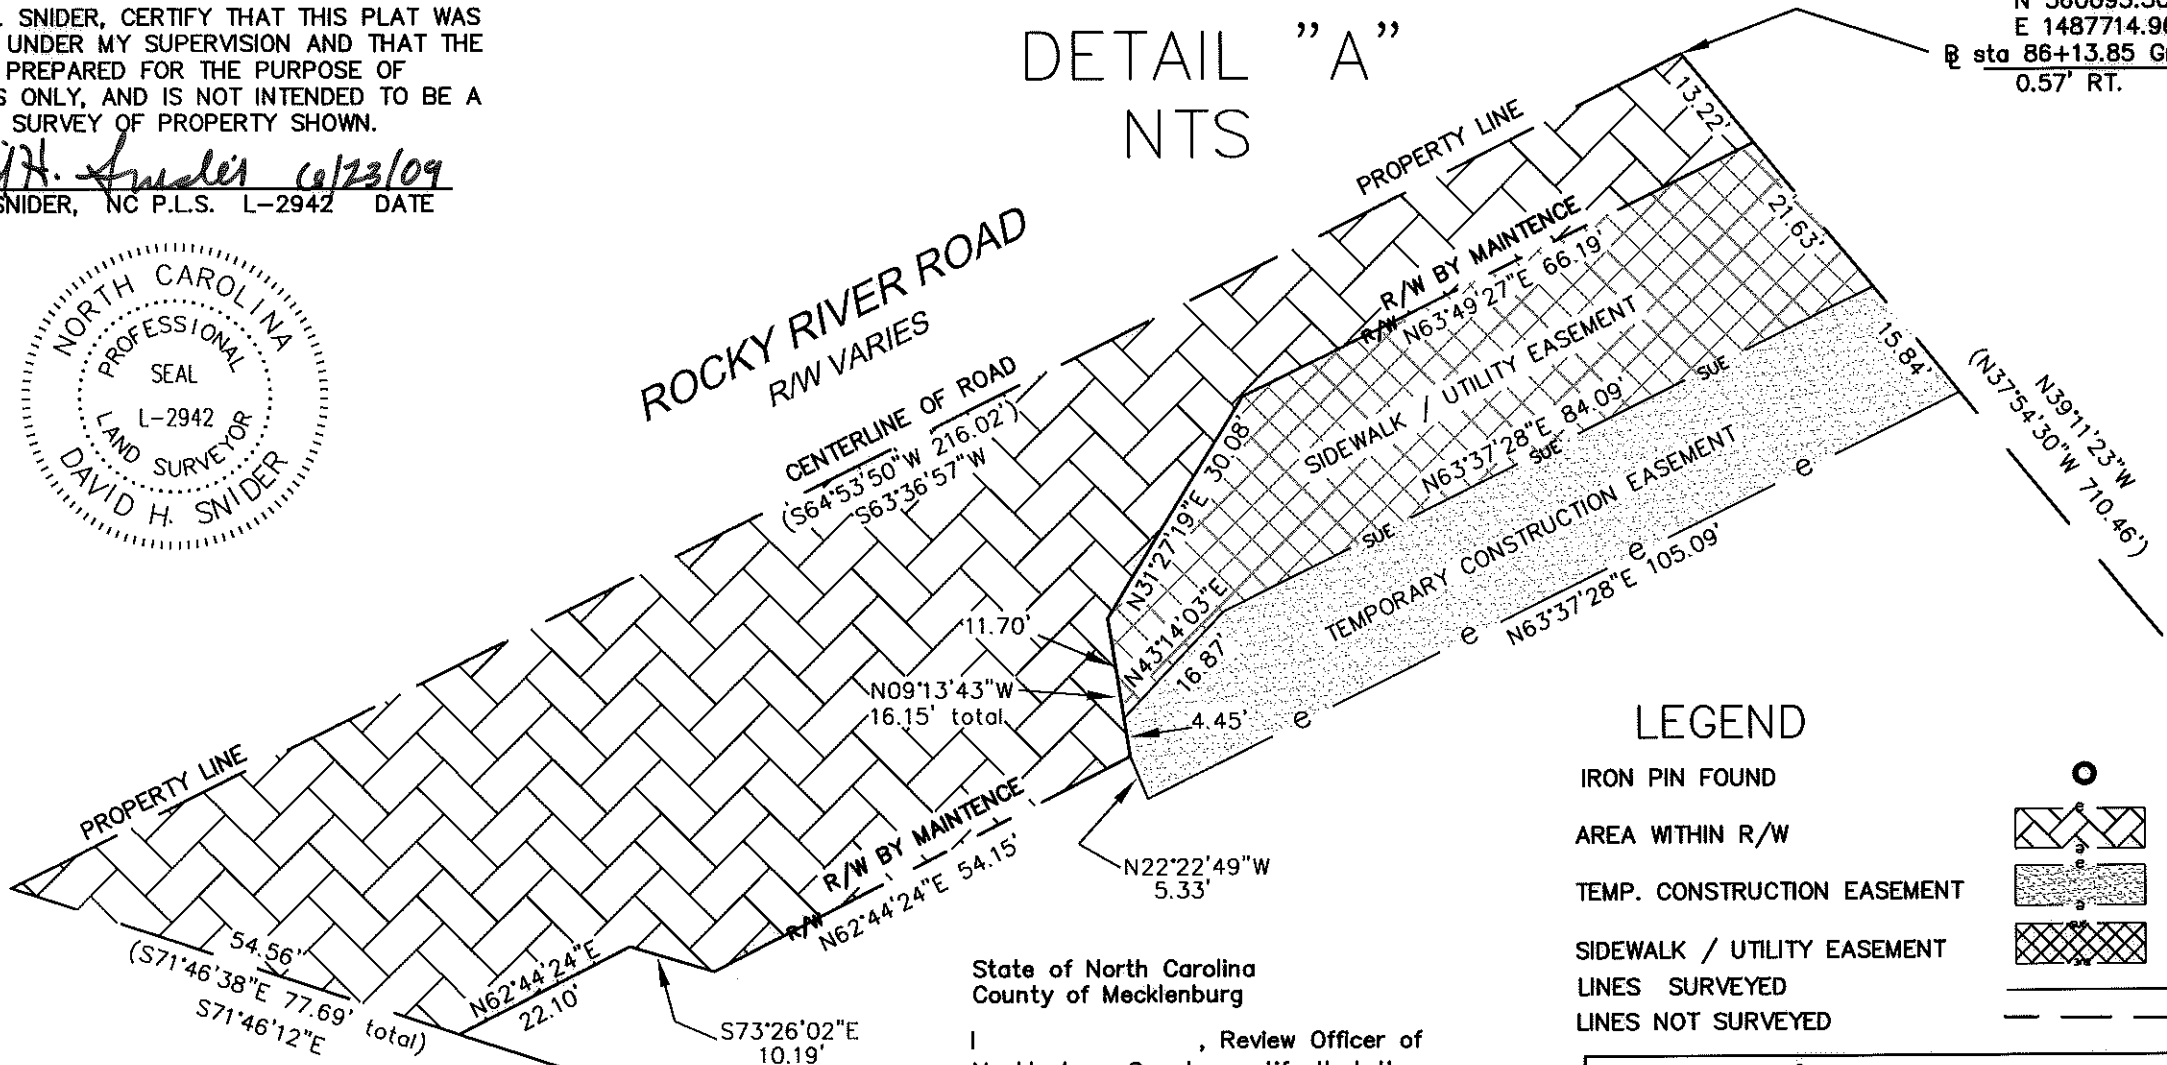 . SNIDER, CERTIFY THAT THIS PLAT WAS
UNDER MY SUPERVISION AND THAT THE
PREPARED FOR THE PURPOSE OF
S ONLY, AND IS NOT INTENDED TO BE A
SURVEY OF PROPERTY SHOWN.
H. Snider 6/23/09
SNIDER, NC P.L.S. L-2942 DATE
NORTH CAROLINA
PROFESSIONAL
SEAL
L-2942
LAND SURVEYOR
DAVID H. SNIDER
DETAIL "A"
NTS
E 1487714.9
sta 86+13.85 G
0.57' RT.
ROCKY RIVER ROAD
R/W VARIES
PROPERTY LINE
13.22'
R/W BY MAINTENCE
R/W
N63°49'27"E 66.19'
21.63'
15.84'
CENTERLINE OF ROAD
(S64°53'50"W 216.02')
S63°36'57"W
SIDEWALK / UTILITY EASEMENT
N31°27'19"E 30.08'
N63°37'28"E 84.09'
SUE
SUE
SUE
N39°11'23"W
(N37°54'30"W 710.46')
TEMPORARY CONSTRUCTION EASEMENT
e
e
e
e
N63°37'28"E 105.09'
11.70'
N43°14'03"E
16.87'
N09°13'43"W
16.15' total
4.45'
N22°22'49"W
5.33'
PROPERTY LINE
R/W BY MAINTENCE
R/W
N62°44'24"E 54.15'
54.56'
(S71°46'38"E 77.69' total)
S71°46'12"E
N62°44'24"E
22.10'
S73°26'02"E
10.19'
State of North Carolina
County of Mecklenburg
I , Review Officer of
LEGEND
IRON PIN FOUND
AREA WITHIN R/W
TEMP. CONSTRUCTION EASEMENT
SIDEWALK / UTILITY EASEMENT
LINES SURVEYED
LINES NOT SURVEYED